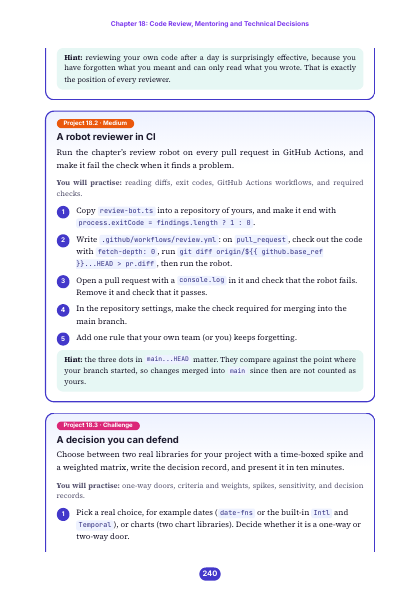 Chapter 18: Code Review, Mentoring and Technical Decisions
Hint: reviewing your own code after a day is surprisingly effective, because you
have forgotten what you meant and can only read what you wrote. That is exactly
the position of every reviewer.
Project 18.2 · Medium
A robot reviewer in CI
Run the chapter's review robot on every pull request in GitHub Actions, and
make it fail the check when it finds a problem.
You will practise: reading diffs, exit codes, GitHub Actions workflows, and required
checks.
1 Copy review-bot.ts into a repository of yours, and make it end with
process.exitCode = findings.length ? 1 : 0.
2 Write .github/workflows/review.yml: on pull_request, check out the code
with fetch-depth: 0, run git diff origin/${{ github.base_ref
}}...HEAD > pr.diff, then run the robot.
3 Open a pull request with a console.log in it and check that the robot fails.
Remove it and check that it passes.
4 In the repository settings, make the check required for merging into the
main branch.
5 Add one rule that your own team (or you) keeps forgetting.
Hint: the three dots in main...HEAD matter. They compare against the point where
your branch started, so changes merged into main since then are not counted as
yours.
Project 18.3 · Challenge
A decision you can defend
Choose between two real libraries for your project with a time-boxed spike and
a weighted matrix, write the decision record, and present it in ten minutes.
You will practise: one-way doors, criteria and weights, spikes, sensitivity, and decision
records.
1 Pick a real choice, for example dates (date-fns or the built-in Intl and
Temporal), or charts (two chart libraries). Decide whether it is a one-way or
two-way door.
240